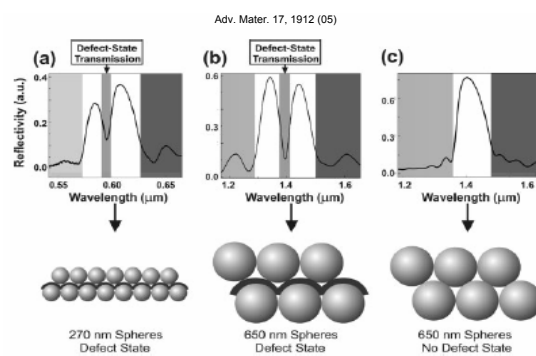 Adv. Mater. 17, 1912 (05)
(a)
Defect-State
Transmission
(b)
Defect-State
Transmission
(c)
Reflectivity (a.u.)
0.4
0.2
0.0
0.55
0.60
0.65
Wavelength (μm)
0.6
0.3
0.0
1.2
1.4
1.6
Wavelength (μm)
0.6
0.3
0.0
1.2
1.4
1.6
Wavelength (μm)
270 nm Spheres
Defect State
650 nm Spheres
Defect State
650 nm Spheres
No Defect State